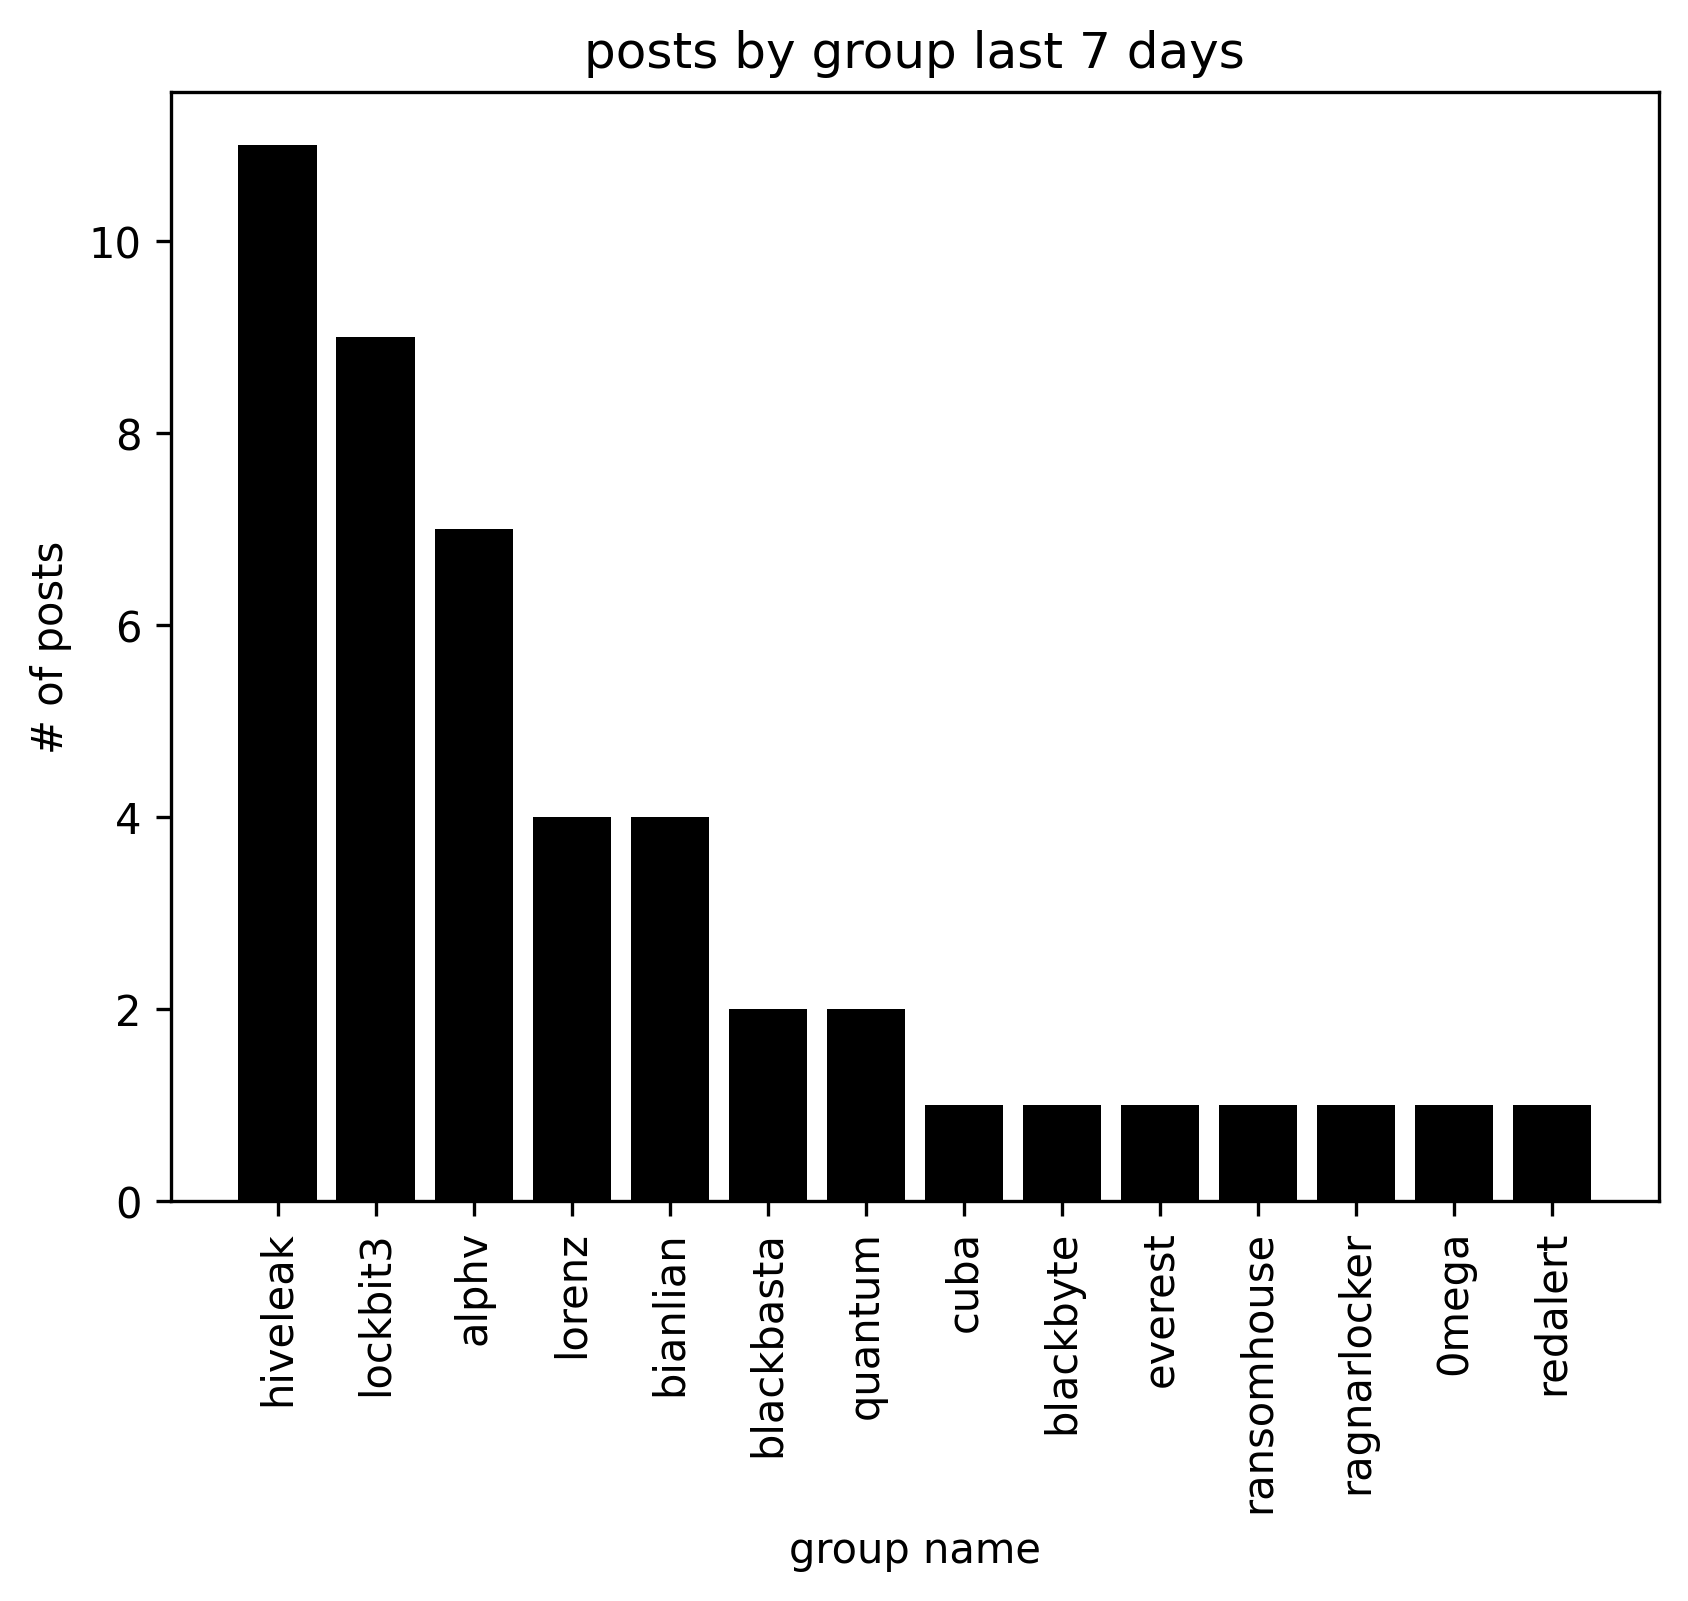 posts by group last 7 days
# of posts
10
8
6
4
2
0
hiveleak
lockbit3
alphv
lorenz
bianlian
blackbasta
quantum
cuba
blackbyte
everest
ransomhouse
ragnarlocker
0mega
redalert
group name